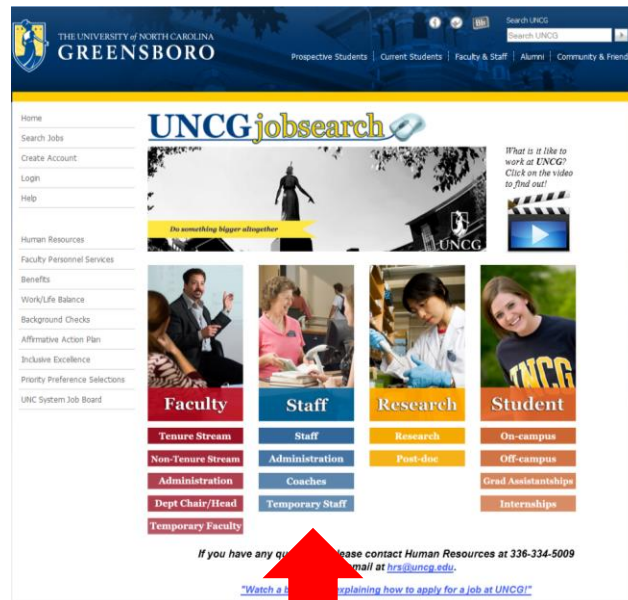 THE UNIVERSITY of NORTH CAROLINA
GREENSBORO
Search UNCG
Search UNCG
Prospective Students | Current Students | Faculty & Staff | Alumni | Community & Friend
Home
Search Jobs
Create Account
Login
Help
Human Resources
Faculty Personnel Services
Benefits
Work/Life Balance
Background Checks
Affirmative Action Plan
Inclusive Excellence
Priority Preference Selections
UNC System Job Board
UNCGjobsearch
Do something bigger altogether
UNCG
What is it like to
work at UNCG?
Click on the video
to find out!
UNCG
Faculty
Tenure Stream
Non-Tenure Stream
Administration
Dept Chair/Head
Temporary Faculty
Staff
Staff
Administration
Coaches
Temporary Staff
Research
Research
Post-doc
Student
On-campus
Off-campus
Grad Assistantships
Internships
If you have any ease contact Human Resources at 336-334-5009
mail at hrs@uncg.edu.
"Watch a explaining how to apply for a job at UNCG!"